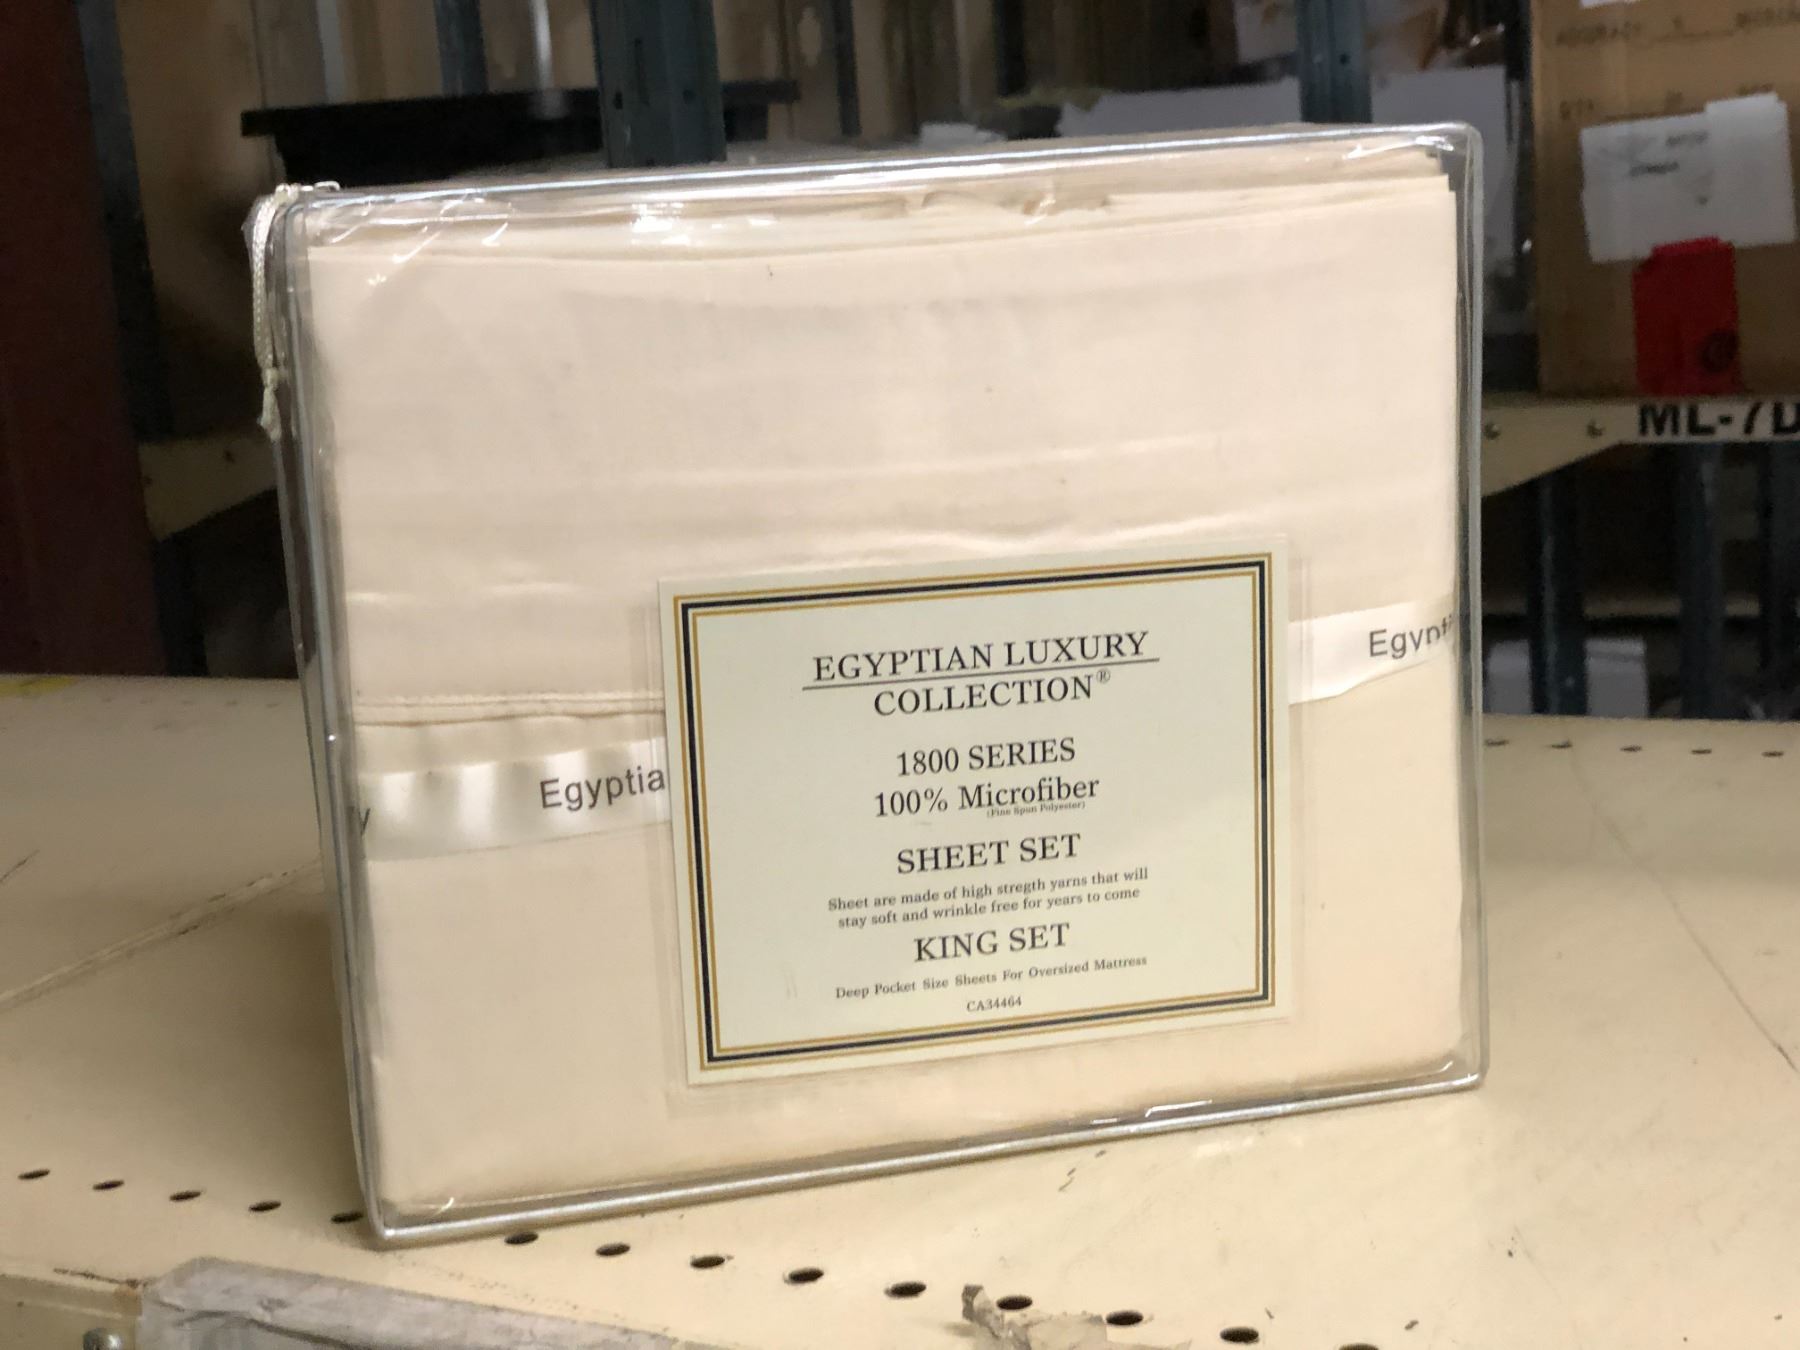 EGYPTIAN LUXURY
COLLECTION®
1800 SERIES
100% Microfiber
(Fine Spun Polyester)
SHEET SET
Sheet are made of high stregth yarns that will
stay soft and wrinkle free for years to come
KING SET
Deep Pocket Size Sheets For Oversized Mattress
CA34464
y Egyptia
Egypti
ML-7D